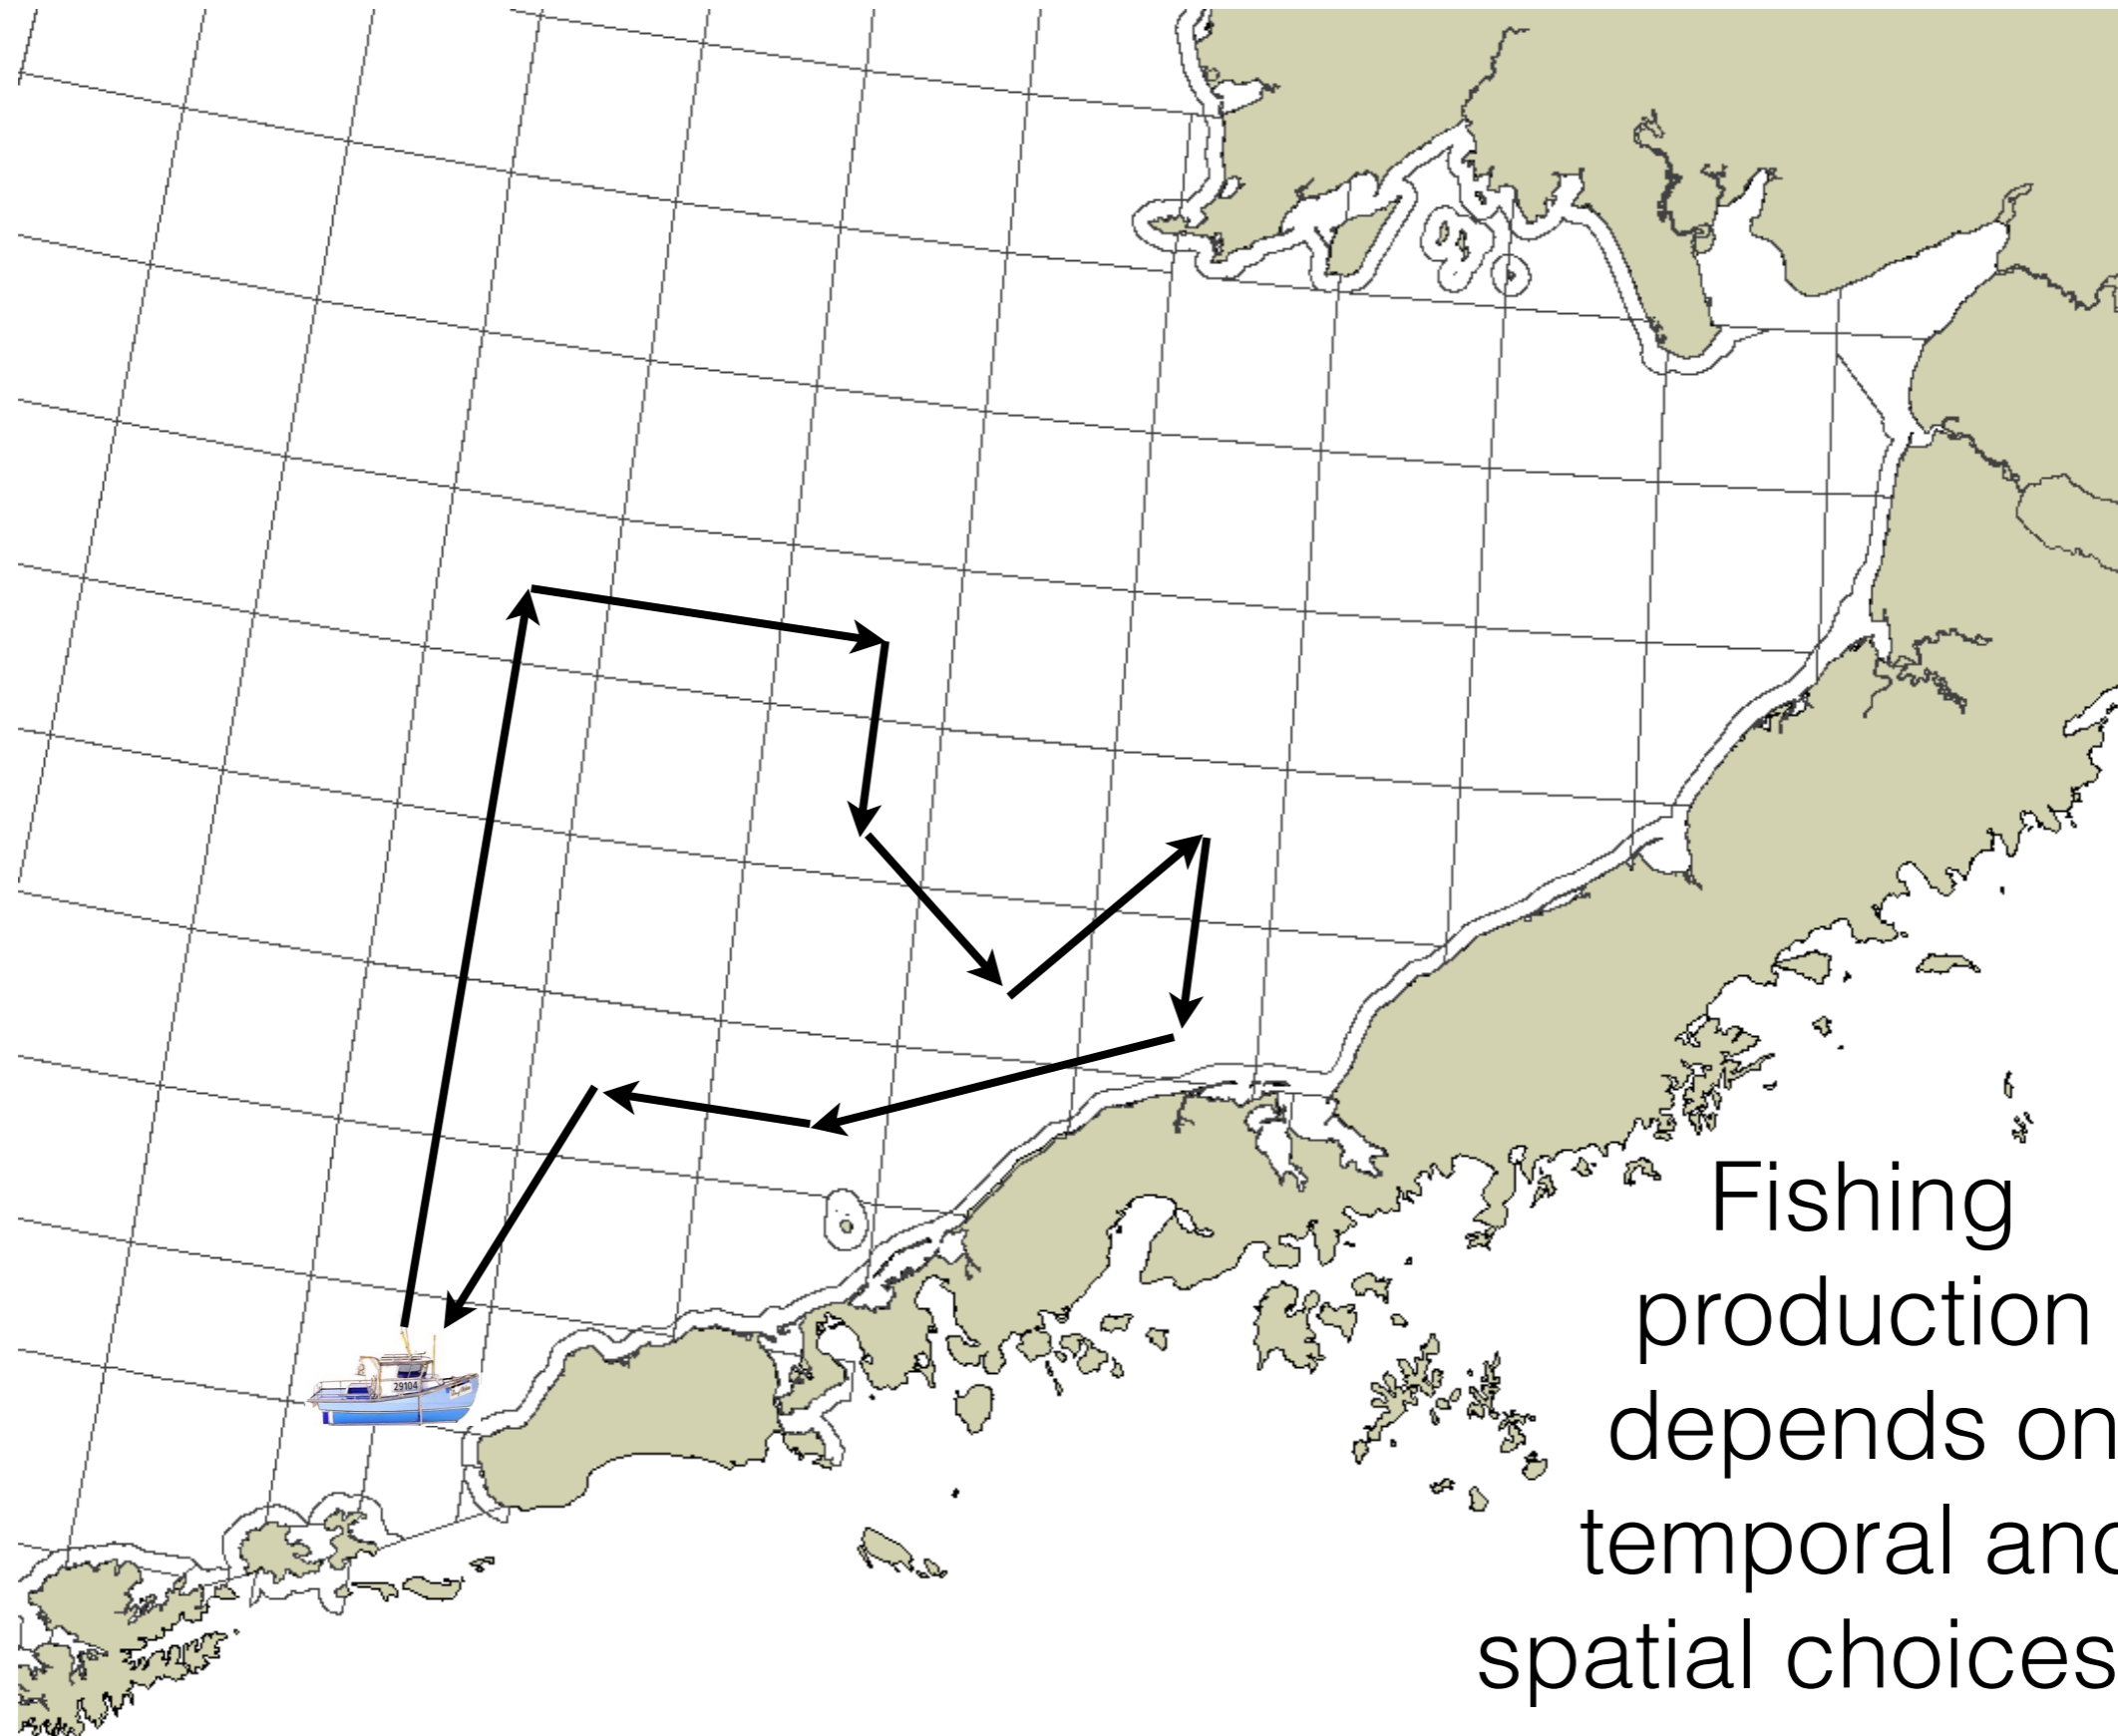 29104
Fishing
production
depends on
temporal and
spatial choices